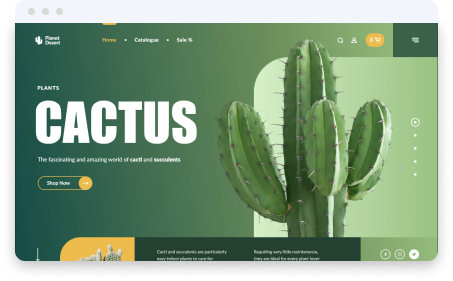 Planet
Desert
Home • Catalogue • Sale %
PLANTS
CACTUS
The fascinating and amazing world of cacti and succulents
Shop Now
Cacti and succulents are particularly
easy indoor plants to care for
Requiring very little maintenance,
they are ideal for every plant lover